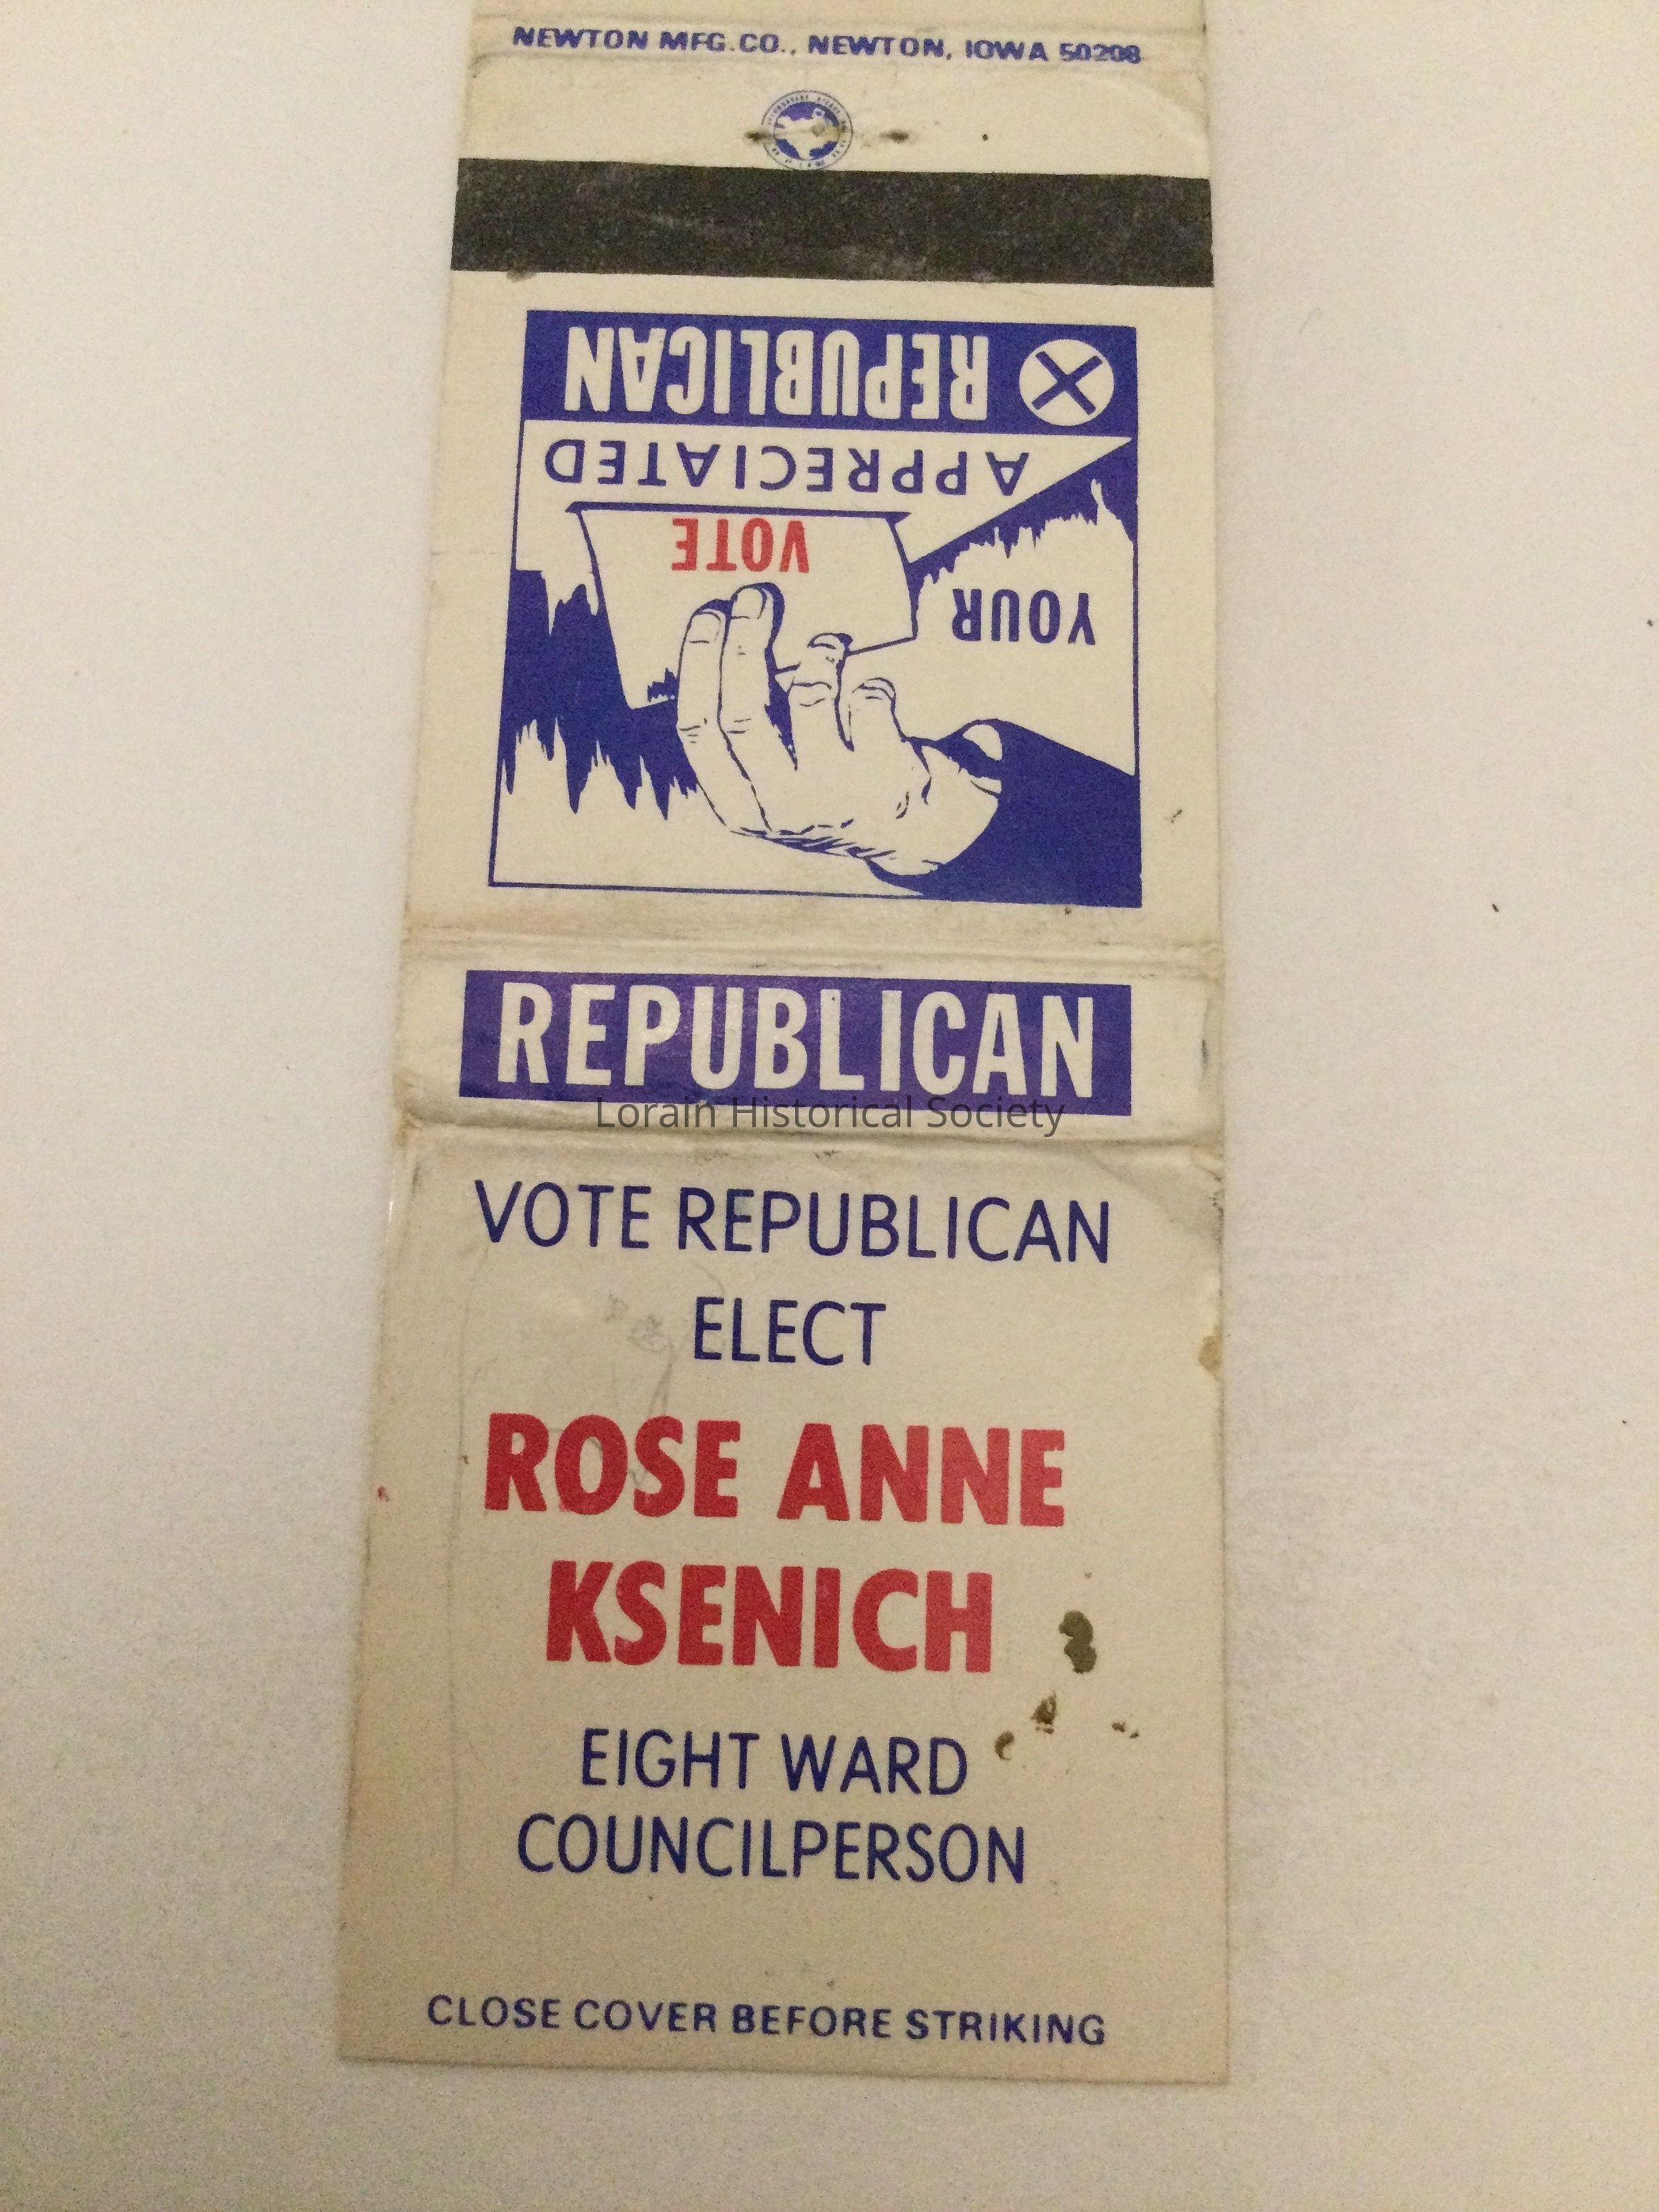 NEWTON MFG. CO., NEWTON, IOWA 50208
YOUR
VOTE
APPRECIATED
REPUBLICAN
REPUBLICAN
Lorain Historical Society
VOTE REPUBLICAN
ELECT
ROSE ANNE
KSENICH
EIGHT WARD
COUNCILPERSON
CLOSE COVER BEFORE STRIKING